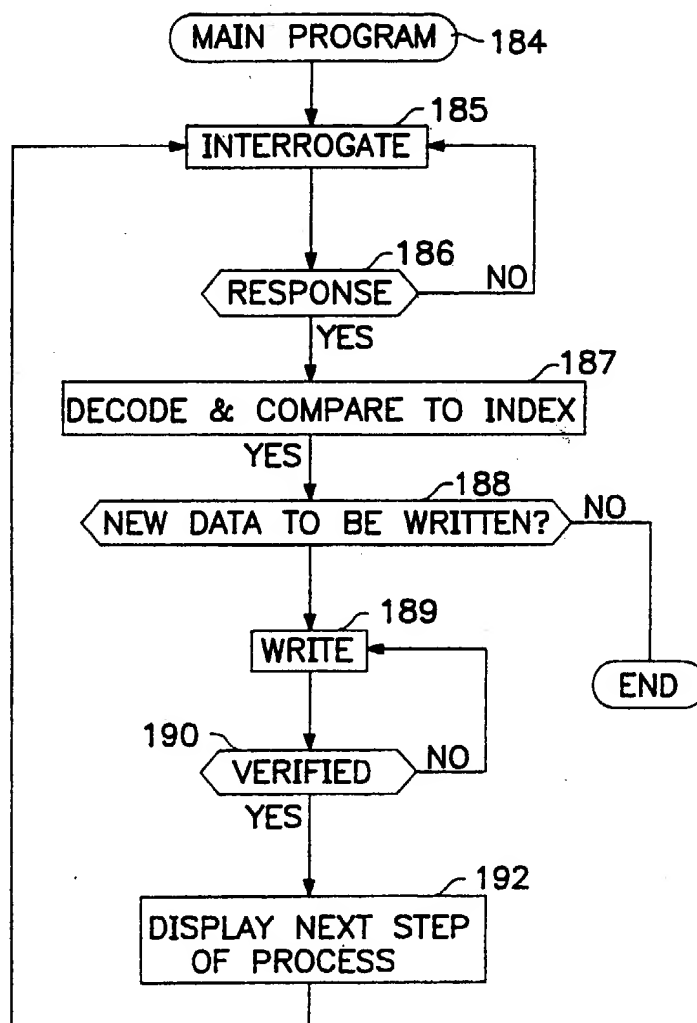 MAIN PROGRAM
184
185
INTERROGATE
186
RESPONSE
NO
YES
187
DECODE & COMPARE TO INDEX
YES
188
NEW DATA TO BE WRITTEN?
NO
189
WRITE
END
190
VERIFIED
NO
YES
192
DISPLAY NEXT STEP
OF PROCESS